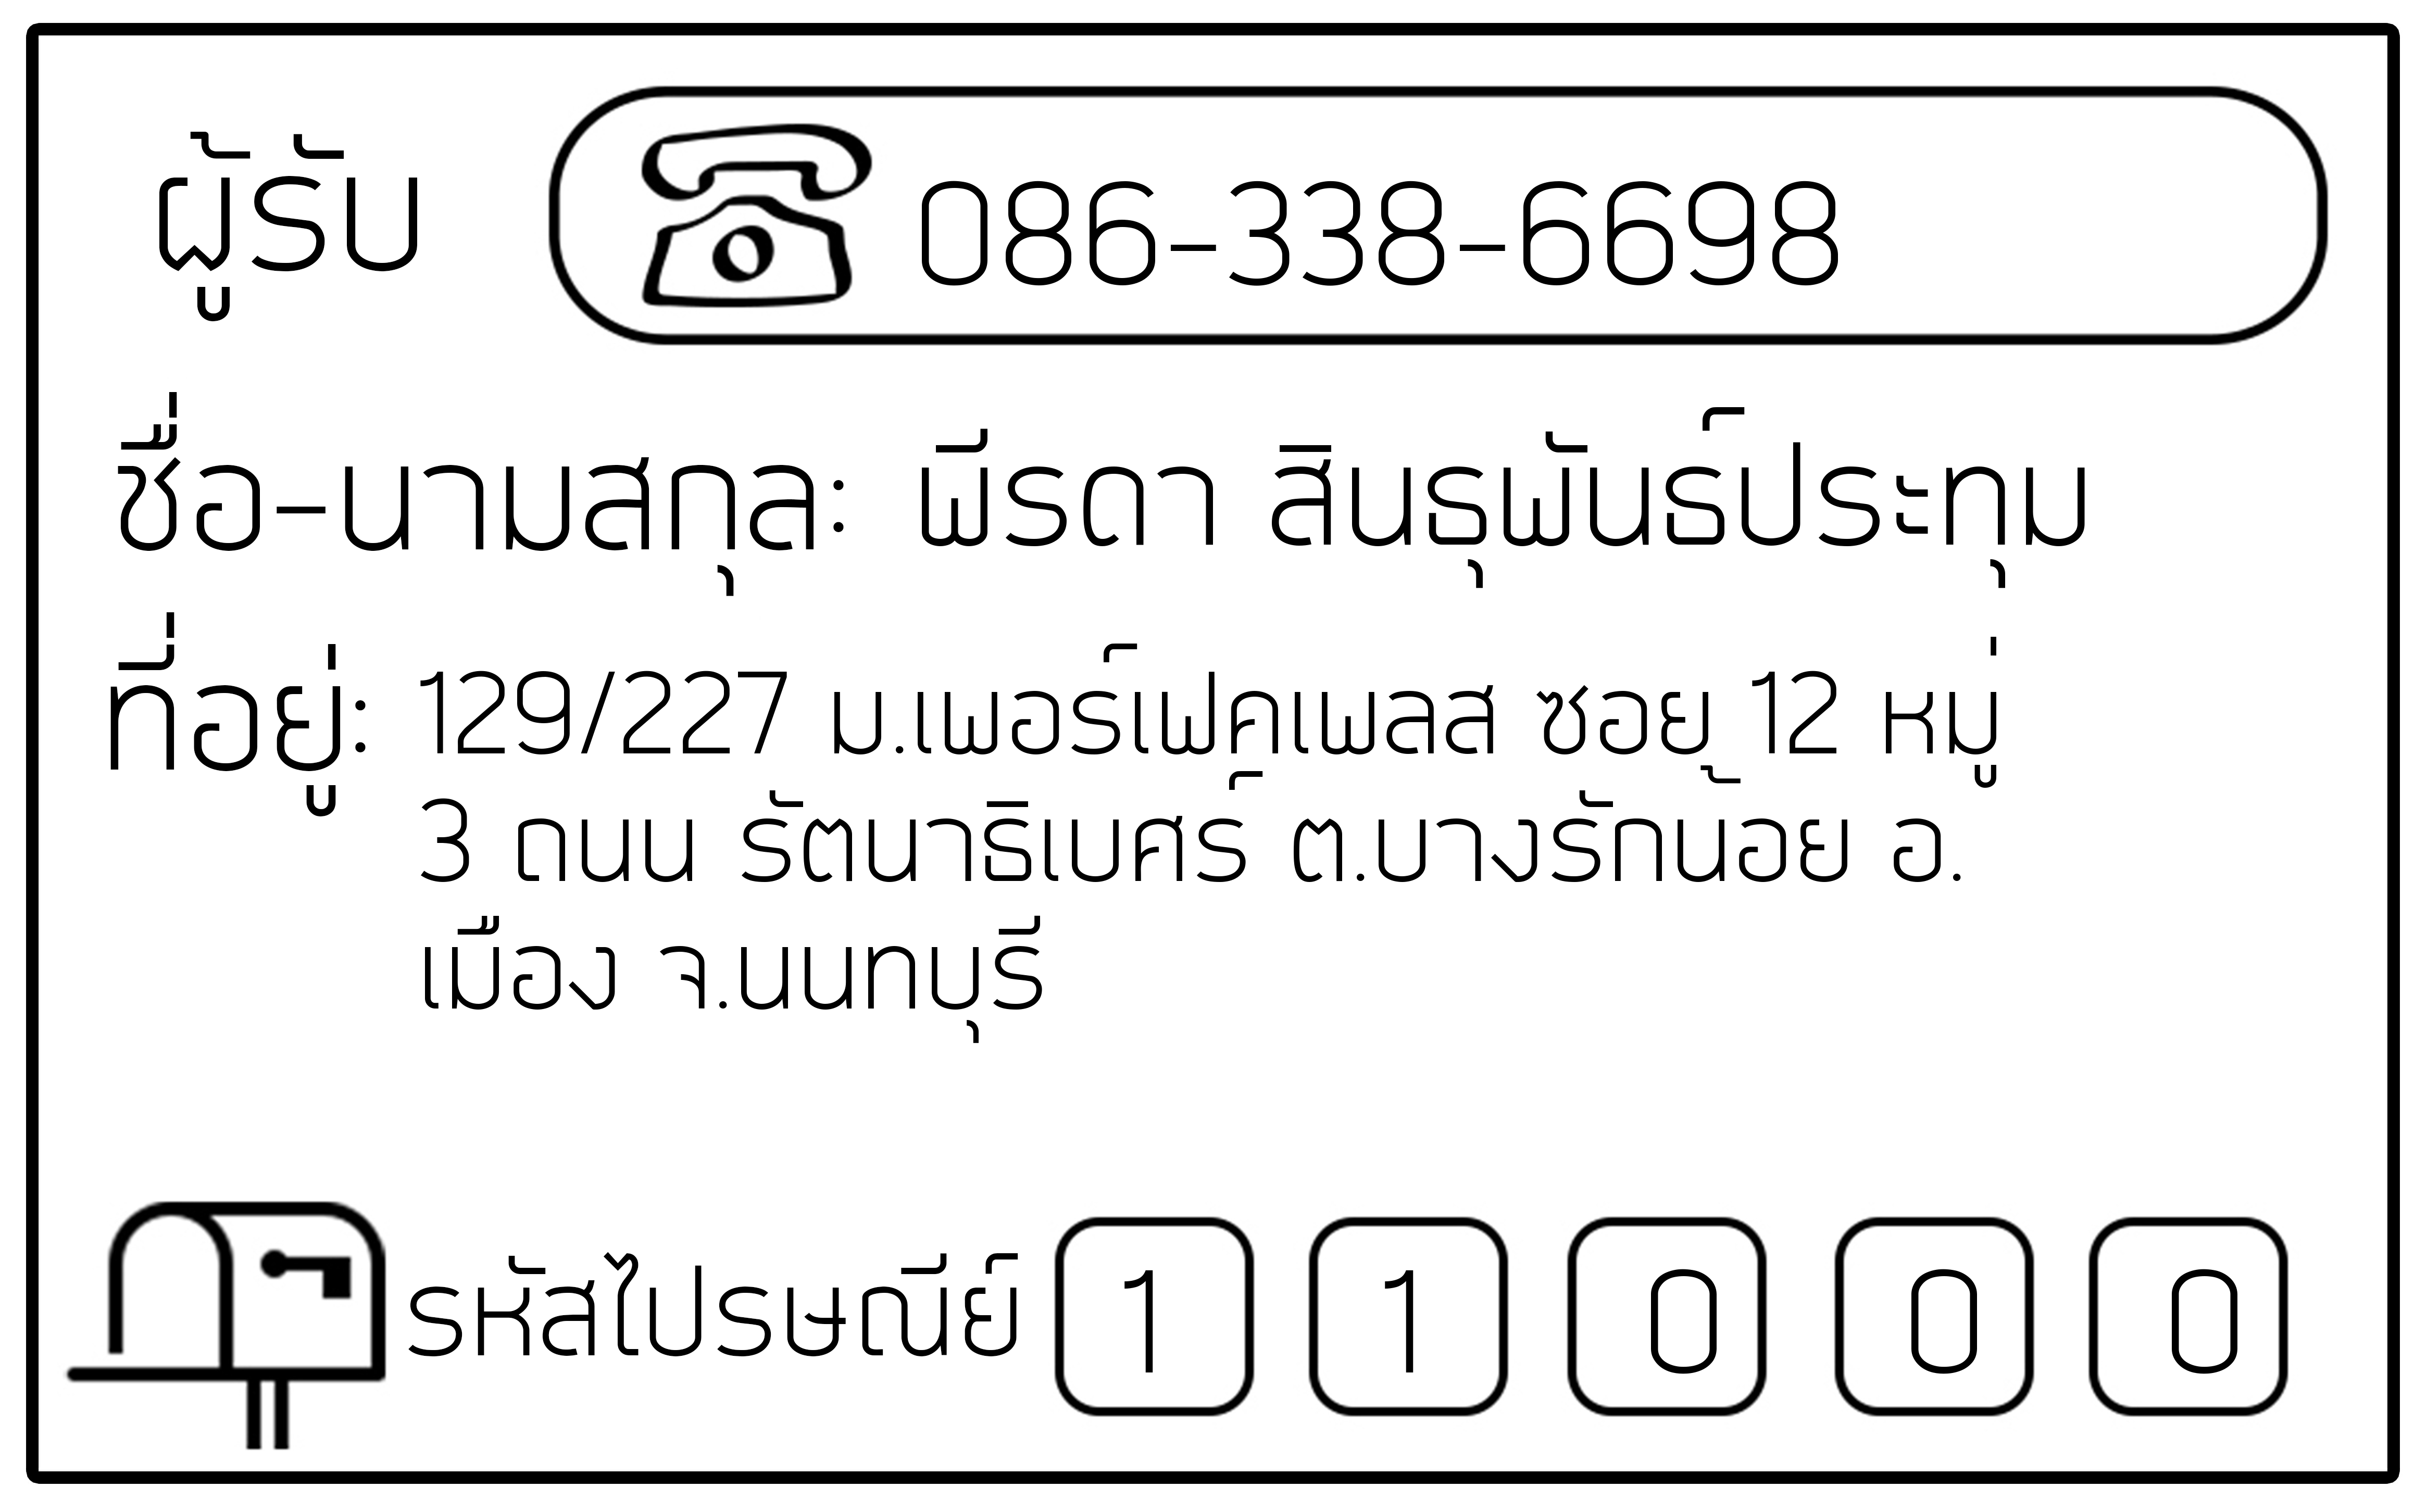 ผู้รับ 086-338-6698
ชื่อ-นามสกุล: พีรดา สินธุพันธ์ประทุม
ที่อยู่: 129/227 ม.เพอร์เฟคเพลสส ซอย 12 หมู่
3 ถนน รัตนาธิเบศร์ ต.บางรักน้อย อ.
เมือง จ.นนทบุรี
รหัสไปรษณีย์ 1 1 0 0 0